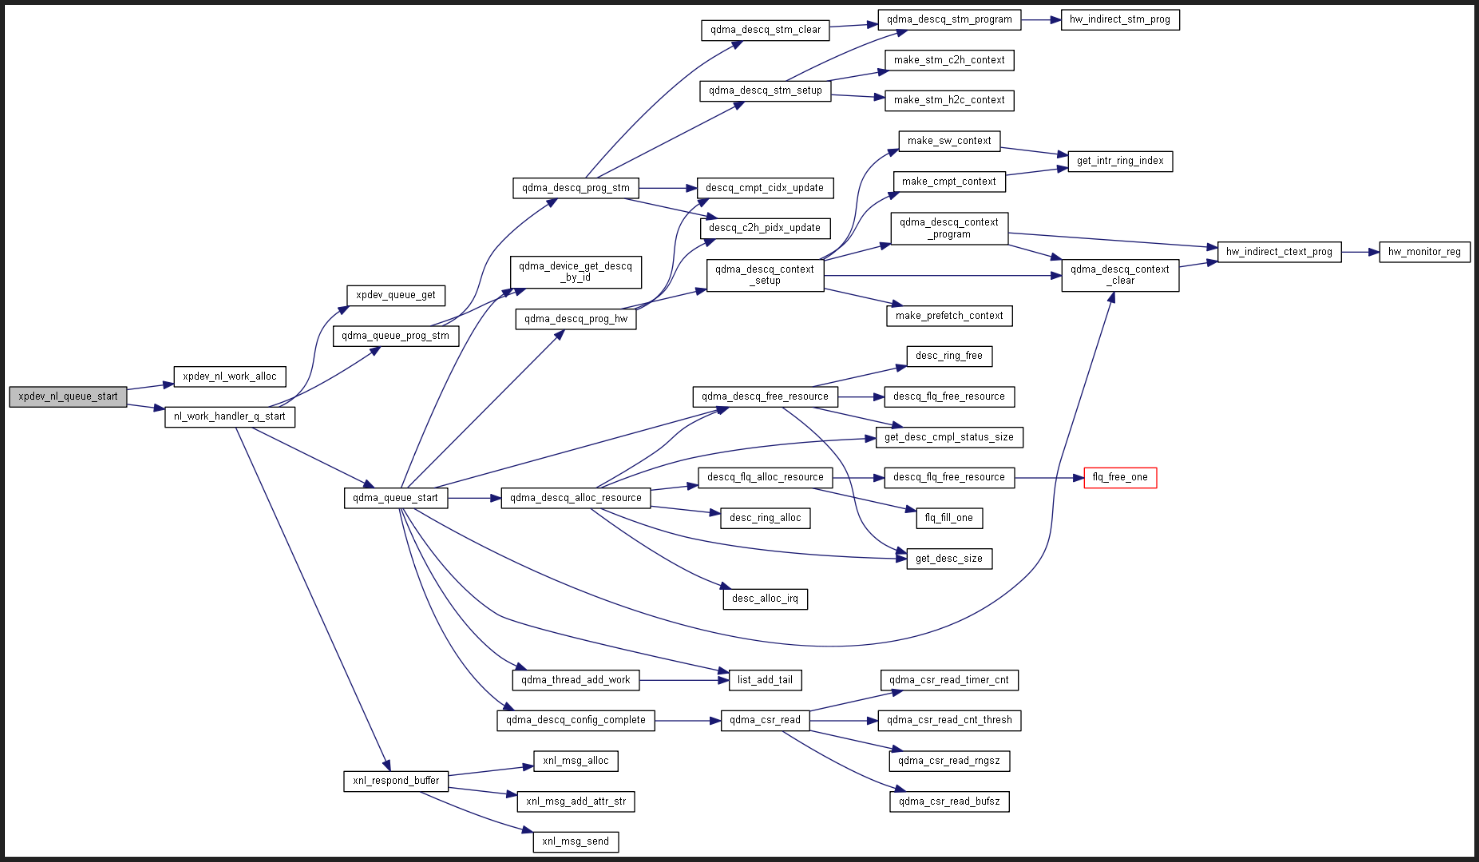 qdma_descq_stm_program
hw_indirect_stm_prog
qdma_descq_stm_clear
make_stm_c2h_context
qdma_descq_stm_setup
make_stm_h2c_context
make_sw_context
get_intr_ring_index
make_cmpt_context
qdma_descq_prog_stm
descq_cmpt_cidx_update
qdma_descq_context
_program
descq_c2h_pidx_update
hw_indirect_ctext_prog
hw_monitor_reg
qdma_device_get_descq
_by_id
qdma_descq_context
_setup
qdma_descq_context
_clear
xpdev_queue_get
make_prefetch_context
qdma_descq_prog_hw
qdma_queue_prog_stm
desc_ring_free
xpdev_nl_work_alloc
xpdev_nl_queue_start
qdma_descq_free_resource
descq_flq_free_resource
nl_work_handler_q_start
get_desc_cmpl_status_size
descq_flq_alloc_resource
descq_flq_free_resource
flq_free_one
qdma_queue_start
qdma_descq_alloc_resource
desc_ring_alloc
flq_fill_one
get_desc_size
desc_alloc_irq
qdma_thread_add_work
list_add_tail
qdma_csr_read_timer_cnt
qdma_descq_config_complete
qdma_csr_read
qdma_csr_read_cnt_thresh
xnl_msg_alloc
qdma_csr_read_rngsz
xnl_respond_buffer
xnl_msg_add_attr_str
qdma_csr_read_bufsz
xnl_msg_send